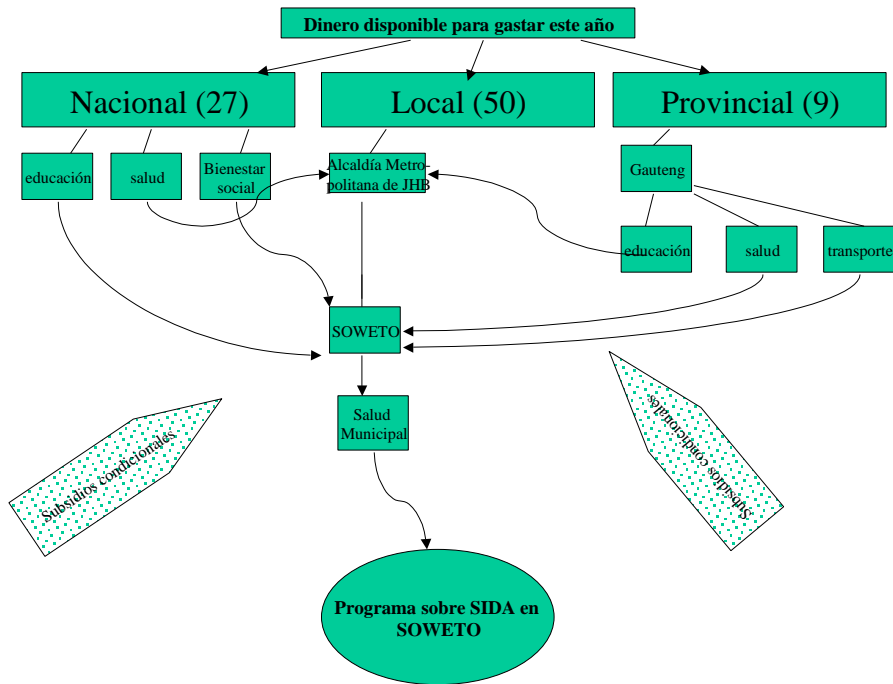 Dinero disponible para gastar este año
Nacional (27)
Local (50)
Provincial (9)
educación
salud
Bienestar
social
Alcaldía Metro-
politana de JHB
Gauteng
educación
salud
transporte
SOWETO
Salud
Municipal
Subsidios condicionales
Subsidios condicionales
Programa sobre SIDA en
SOWETO